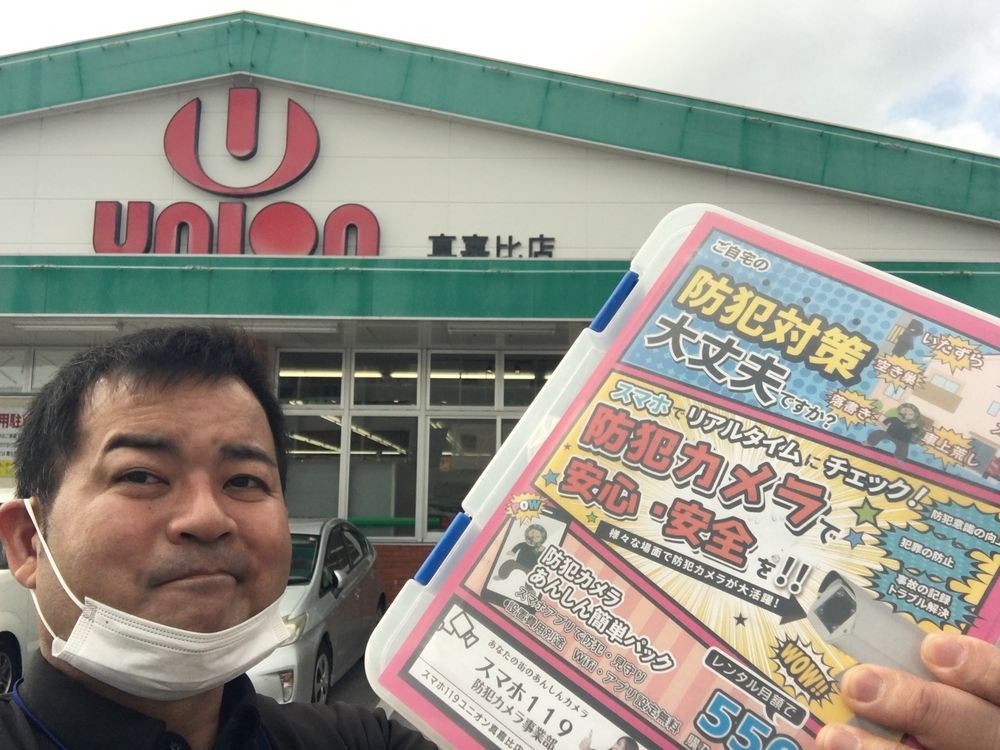 UNION
真嘉比店
ご自宅の
防犯対策
大丈夫ですか?
いたずら
空き巣
落書き
車上荒し
スマホでリアルタイムにチェック!
防犯カメラで
安心・安全を!!
様々な場面で防犯カメラが大活躍!
防犯意識の向上
犯罪の防止
事故の記録
トラブル解決
POW
防犯カメラ
あんしん簡単パック
スマホアプリで防犯・見守り
Wifi・アプリ設定無料
WOW!!
レンタル月額で
550
あなたの街のあんしんカメラ
スマホ119
防犯カメラ事業部
スマホ119ユニオン真嘉比店